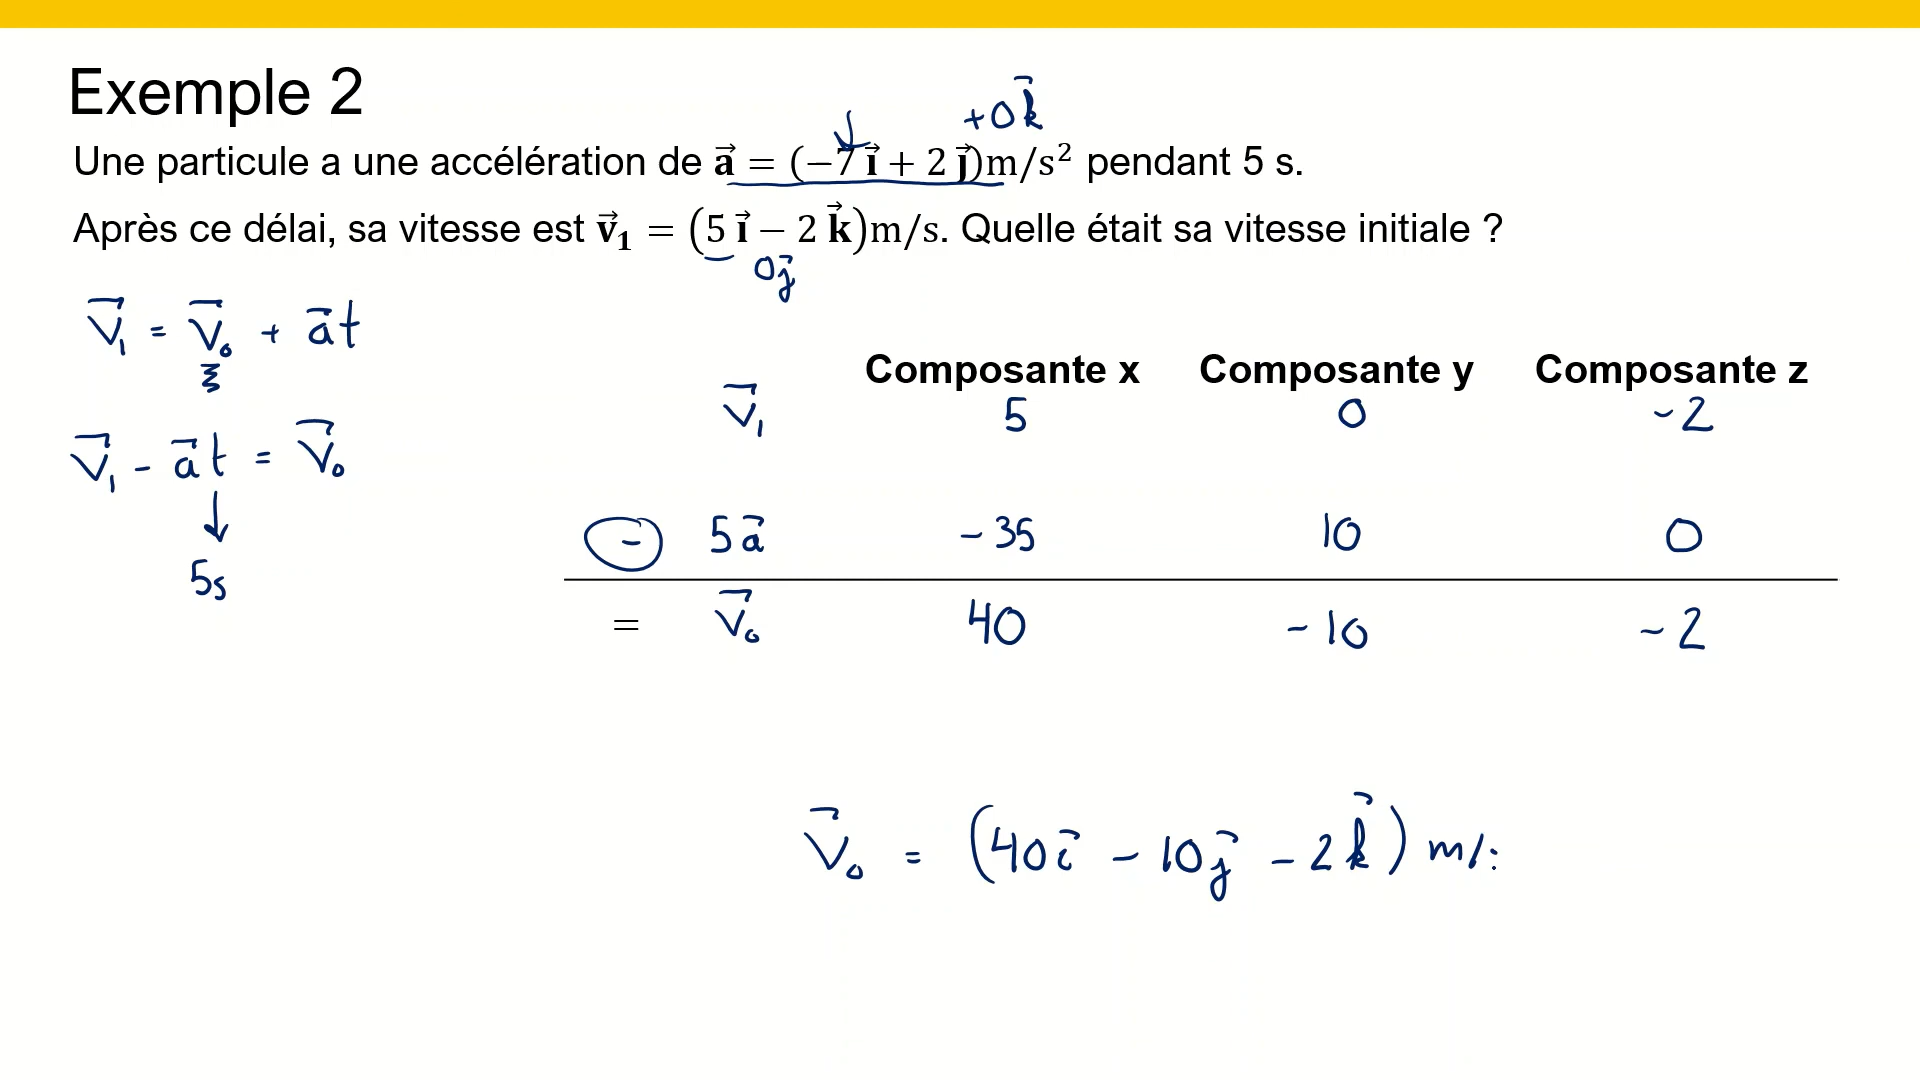 Exemple 2
+0k⃗
Une particule a une accélération de a⃗ = (−7 i⃗ + 2 j⃗)m/s² pendant 5 s.
Après ce délai, sa vitesse est v⃗₁ = (5 i⃗ − 2 k⃗)m/s. Quelle était sa vitesse initiale ?
0j⃗
v⃗₁ = v⃗₀ + a⃗t
v⃗₁ - a⃗t = v⃗₀
5s
Composante x Composante y Composante z
v⃗₁ 5 0 -2
- 5a⃗ -35 10 0
= v⃗₀ 40 -10 -2
v⃗₀ = (40i⃗ - 10j⃗ - 2k⃗) m/